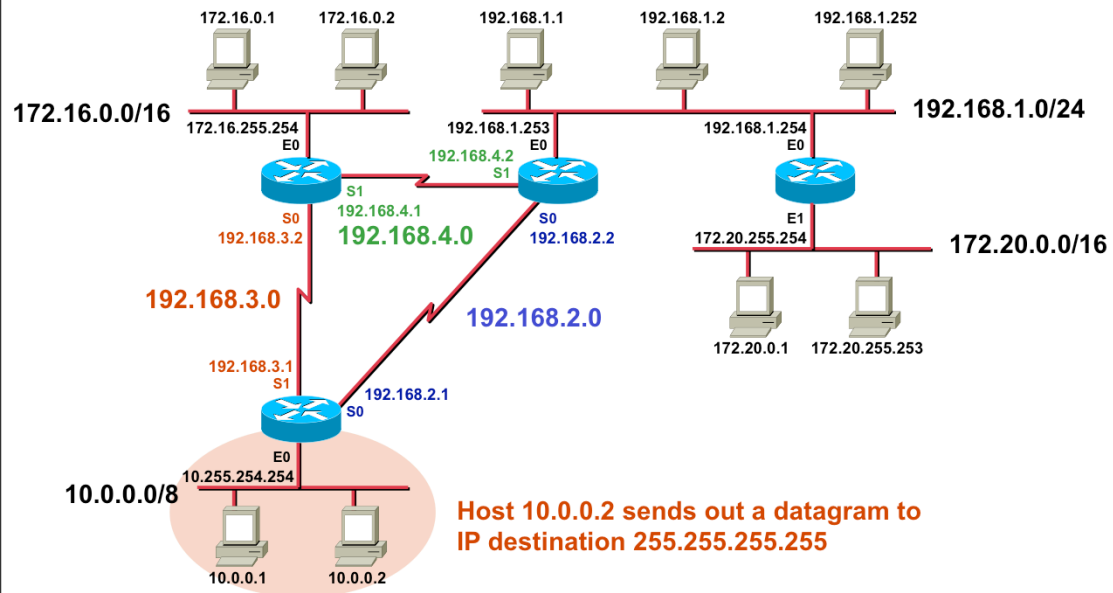 172.16.0.1
172.16.0.2
192.168.1.1
192.168.1.2
192.168.1.252
172.16.0.0/16
192.168.1.0/24
172.16.255.254
E0
192.168.1.253
E0
192.168.1.254
E0
192.168.4.2
S1
S1
192.168.4.1
192.168.4.0
S0
192.168.3.2
S0
192.168.2.2
E1
172.20.255.254
172.20.0.0/16
192.168.3.0
192.168.2.0
172.20.0.1
172.20.255.253
192.168.3.1
S1
192.168.2.1
S0
E0
10.255.254.254
10.0.0.0/8
Host 10.0.0.2 sends out a datagram to
IP destination 255.255.255.255
10.0.0.1
10.0.0.2